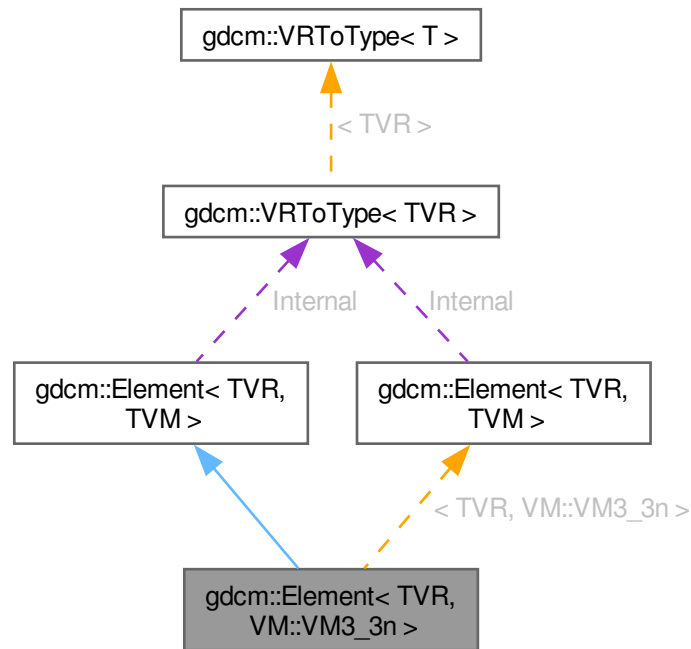 gdcm::VRToType< T >
< TVR >
gdcm::VRToType< TVR >
Internal
Internal
gdcm::Element< TVR,
TVM >
gdcm::Element< TVR,
TVM >
< TVR, VM::VM3_3n >
gdcm::Element< TVR,
VM::VM3_3n >